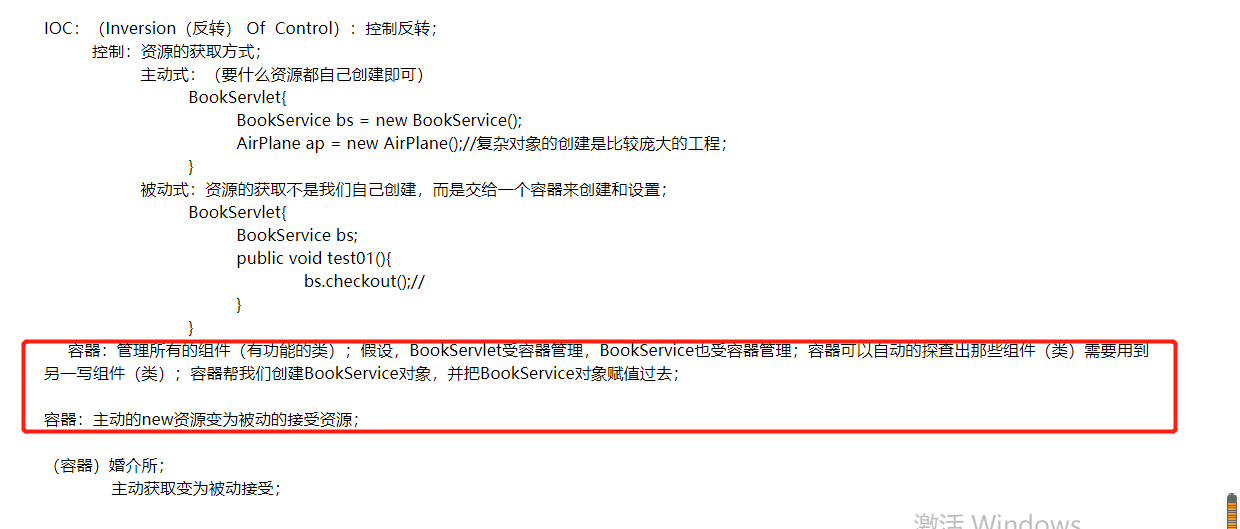 IOC：（Inversion（反转） Of Control）：控制反转；
控制：资源的获取方式；
主动式：（要什么资源都自己创建即可）
BookServlet{
BookService bs = new BookService();
AirPlane ap = new AirPlane();//复杂对象的创建是比较庞大的工程；
}
被动式：资源的获取不是我们自己创建，而是交给一个容器来创建和设置；
BookServlet{
BookService bs;
public void test01(){
bs.checkout();//
}
}
容器：管理所有的组件（有功能的类）；假设，BookServlet受容器管理，BookService也受容器管理；容器可以自动的探查出那些组件（类）需要用到
另一写组件（类）；容器帮我们创建BookService对象，并把BookService对象赋值过去；
容器：主动的new资源变为被动的接受资源；
（容器）婚介所；
主动获取变为被动接受；
激活 Windows